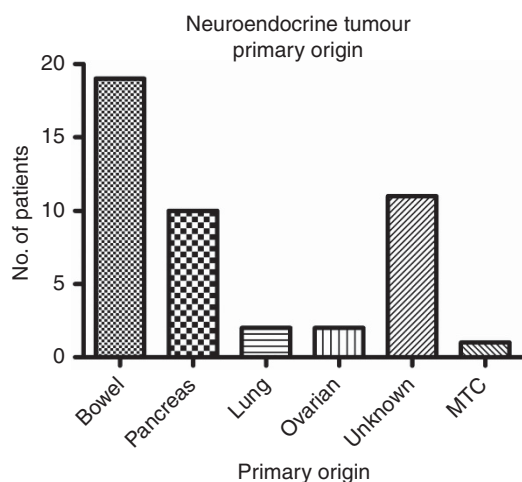 Neuroendocrine tumour
primary origin
20
15
10
5
0
No. of patients
Bowel
Pancreas
Lung
Ovarian
Unknown
MTC
Primary origin